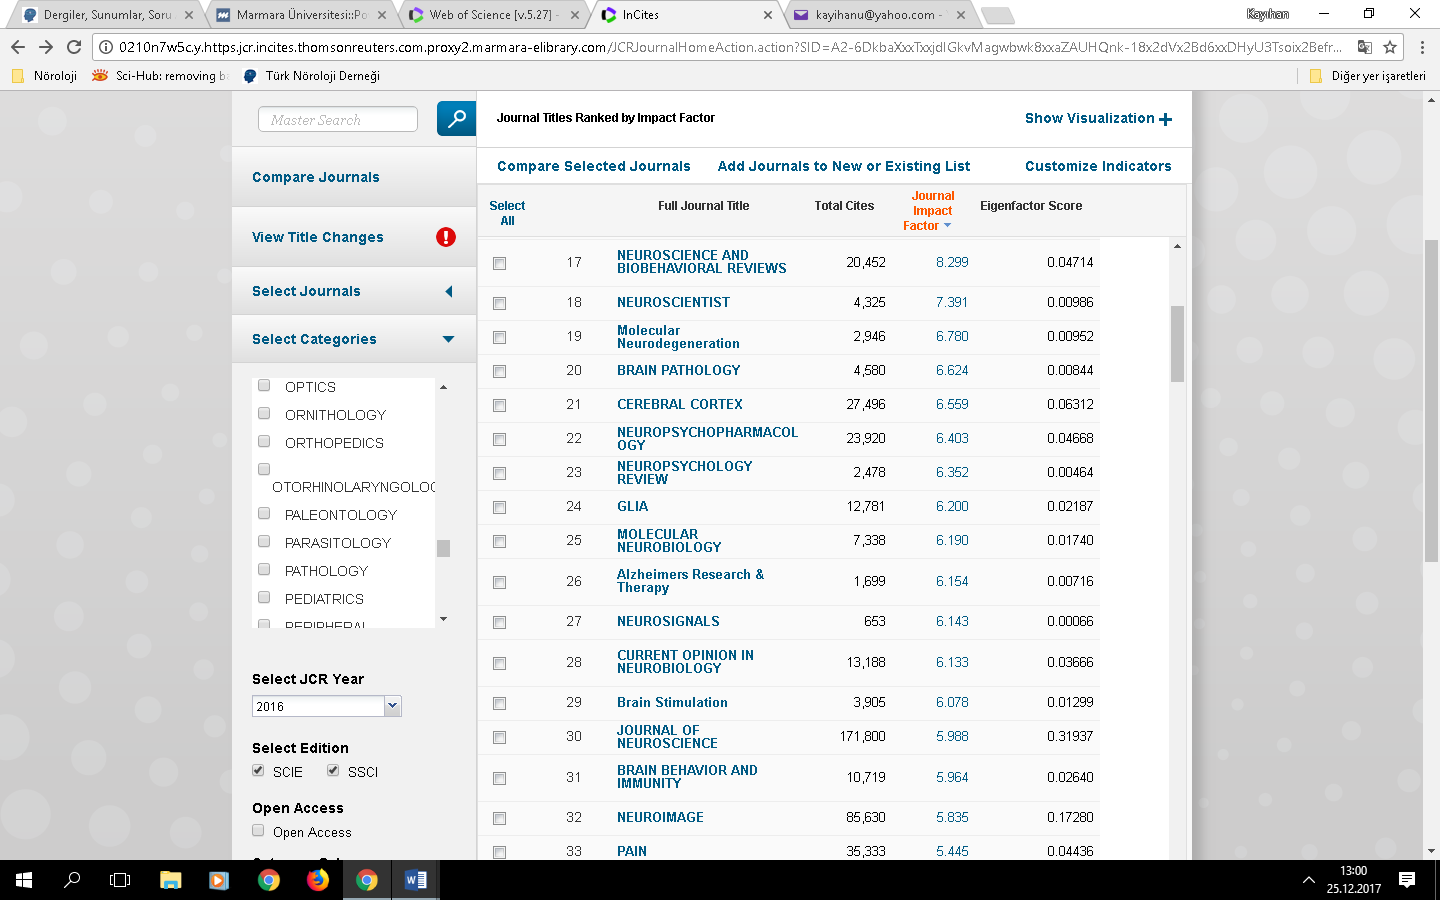 Dergiler, Sunumlar, Soru
Marmara Üniversitesi::Po
Web of Science [v.5.27] -
InCites
kayihanu@yahoo.com -
Kayıhan
0210n7w5c.y.https.jcr.incites.thomsonreuters.com.proxy2.marmara-elibrary.com/JCRJournalHomeAction.action?SID=A2-6DkbaXxxTxxjdlGkvMagwbwk8xxaZAUHQnk-18x2dVx2Bd6xxDHyU3Tsoix2Befr...
Nöroloji
Sci-Hub: removing b
Türk Nöroloji Derneği
Diğer yer işaretleri
Master Search
Journal Titles Ranked by Impact Factor
Show Visualization +
Compare Journals
View Title Changes
Select Journals
Select Categories
OPTICS
ORNITHOLOGY
ORTHOPEDICS
OTORHINOLARYNGOLOG
PALEONTOLOGY
PARASITOLOGY
PATHOLOGY
PEDIATRICS
PERIPHERAL
Select JCR Year
2016
Select Edition
SCIE SSCI
Open Access
Open Access
Compare Selected Journals Add Journals to New or Existing List Customize Indicators
Select All Full Journal Title Total Cites Journal Impact Factor Eigenfactor Score
17 NEUROSCIENCE AND BIOBEHAVIORAL REVIEWS 20,452 8.299 0.04714
18 NEUROSCIENTIST 4,325 7.391 0.00986
19 Molecular Neurodegeneration 2,946 6.780 0.00952
20 BRAIN PATHOLOGY 4,580 6.624 0.00844
21 CEREBRAL CORTEX 27,496 6.559 0.06312
22 NEUROPSYCHOPHARMACOLOGY 23,920 6.403 0.04668
23 NEUROPSYCHOLOGY REVIEW 2,478 6.352 0.00464
24 GLIA 12,781 6.200 0.02187
25 MOLECULAR NEUROBIOLOGY 7,338 6.190 0.01740
26 Alzheimers Research & Therapy 1,699 6.154 0.00716
27 NEUROSIGNALS 653 6.143 0.00066
28 CURRENT OPINION IN NEUROBIOLOGY 13,188 6.133 0.03666
29 Brain Stimulation 3,905 6.078 0.01299
30 JOURNAL OF NEUROSCIENCE 171,800 5.988 0.31937
31 BRAIN BEHAVIOR AND IMMUNITY 10,719 5.964 0.02640
32 NEUROIMAGE 85,630 5.835 0.17280
33 PAIN 35,333 5.445 0.04436
13:00
25.12.2017